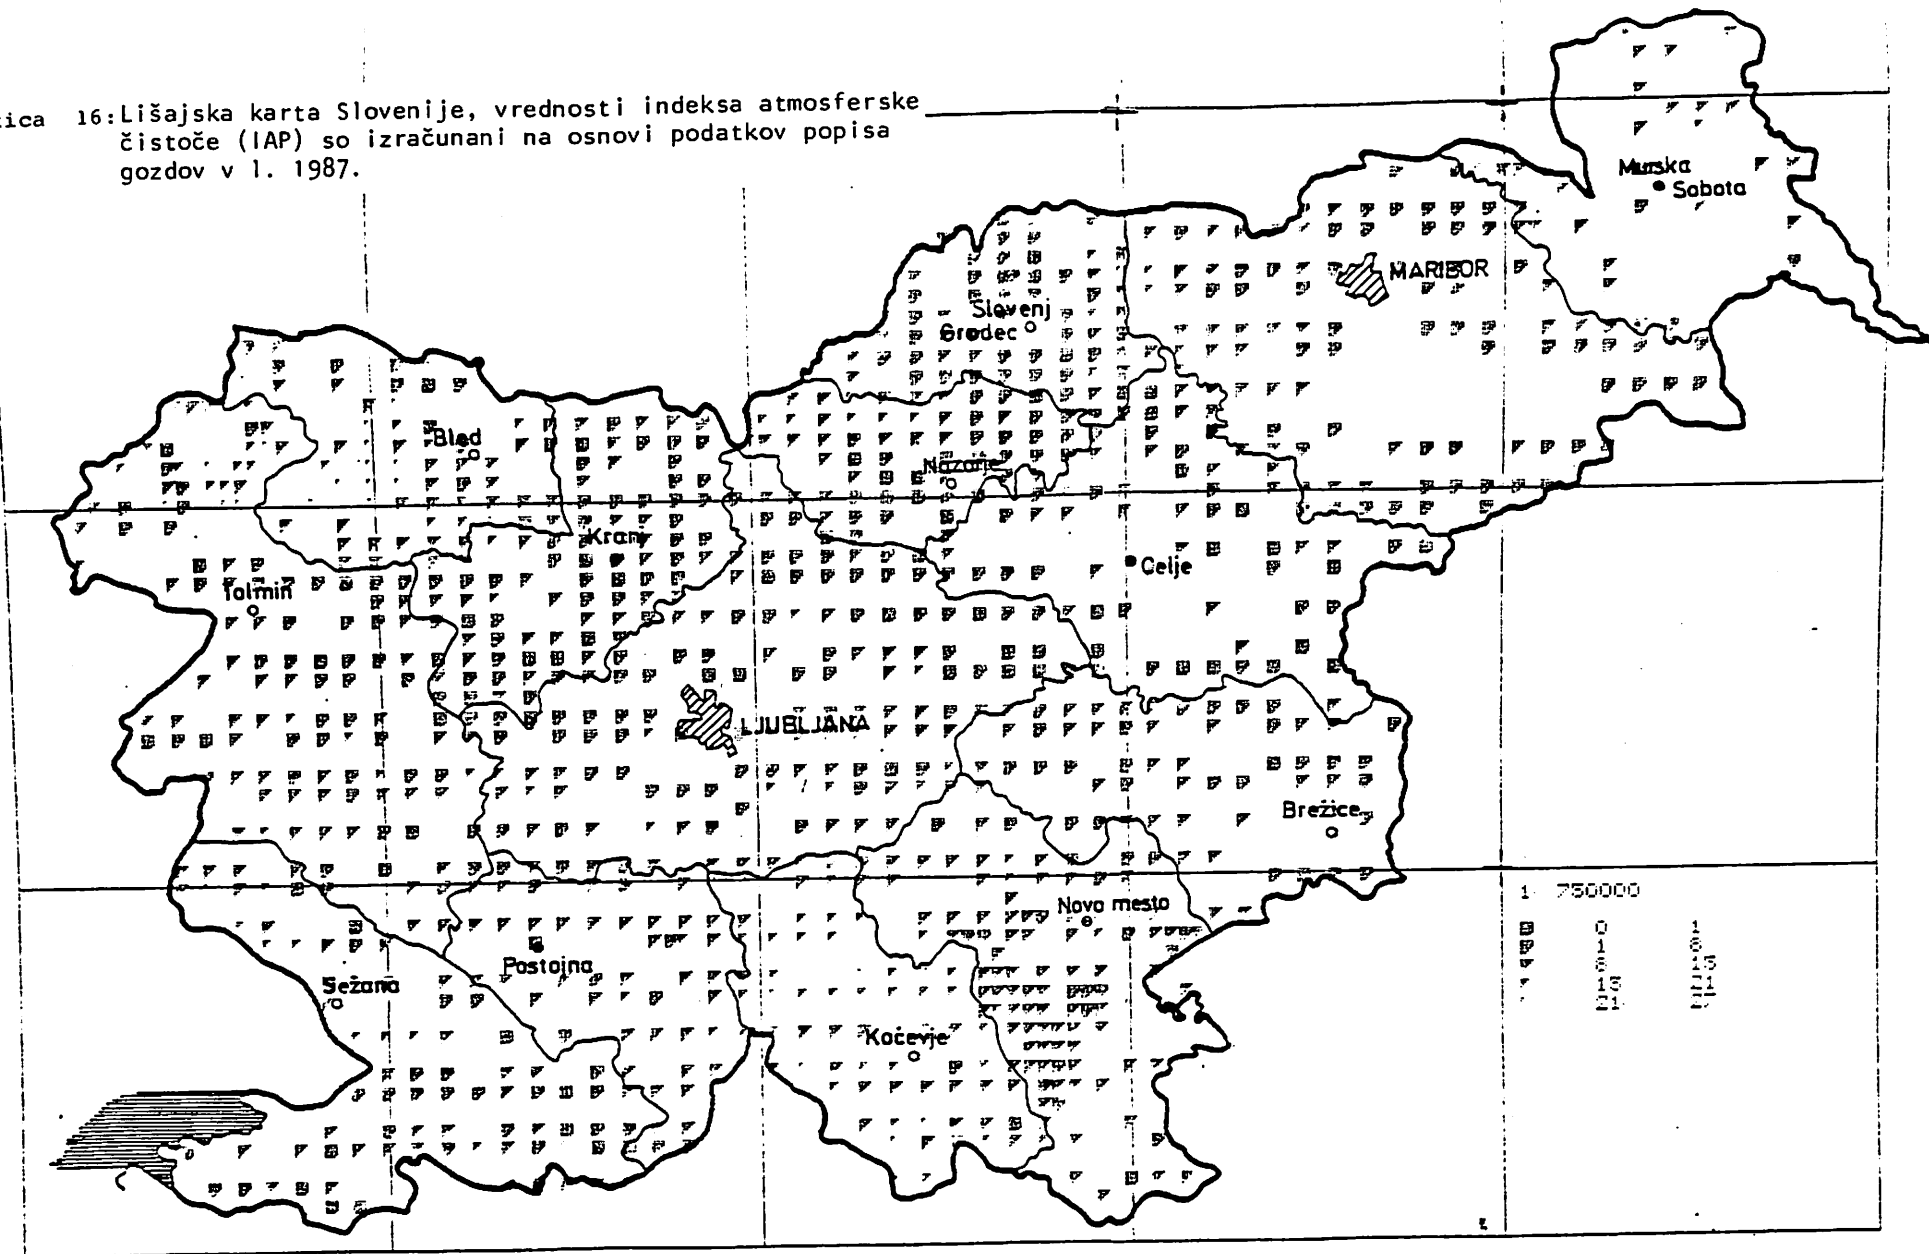 ica 16: Lišajska karta Slovenije, vrednosti indeksa atmosferske
čistoče (IAP) so izračunani na osnovi podatkov popisa
gozdov v l. 1987.
Murska
Sobota
MARIBOR
Slovenj
Gradec
Bled
Nazarje
Kranj
Celje
Tolmin
LJUBLJANA
Brežice
Novo mesto
Postojna
Sežana
Kočevje
1 750000
0 1
1 8
8 15
15 21
21